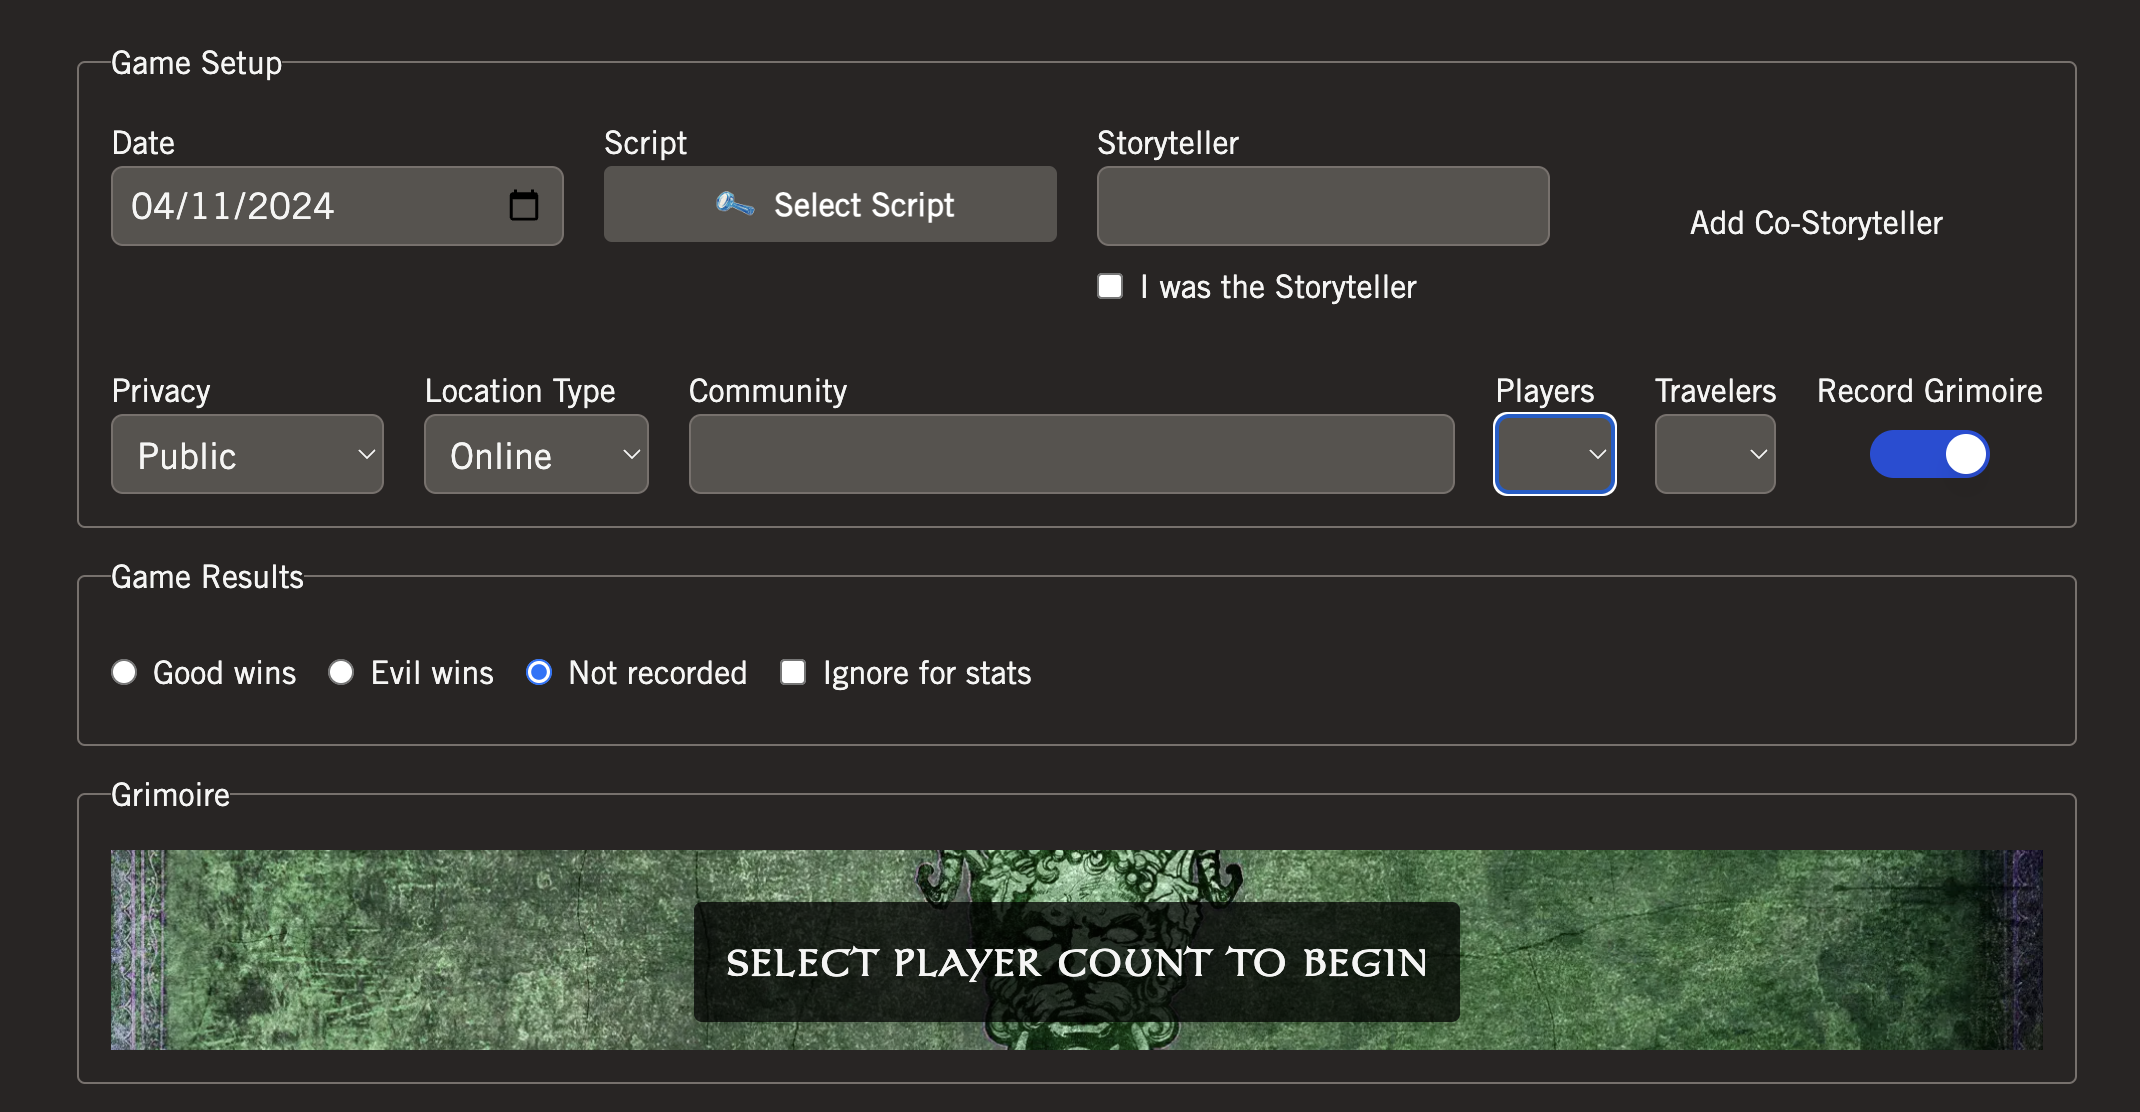 Game Setup
Date
Script
Storyteller
04/11/2024
Select Script
Add Co-Storyteller
I was the Storyteller
Privacy
Location Type
Community
Players
Travelers
Record Grimoire
Public
Online
Game Results
Good wins
Evil wins
Not recorded
Ignore for stats
Grimoire
SELECT PLAYER COUNT TO BEGIN